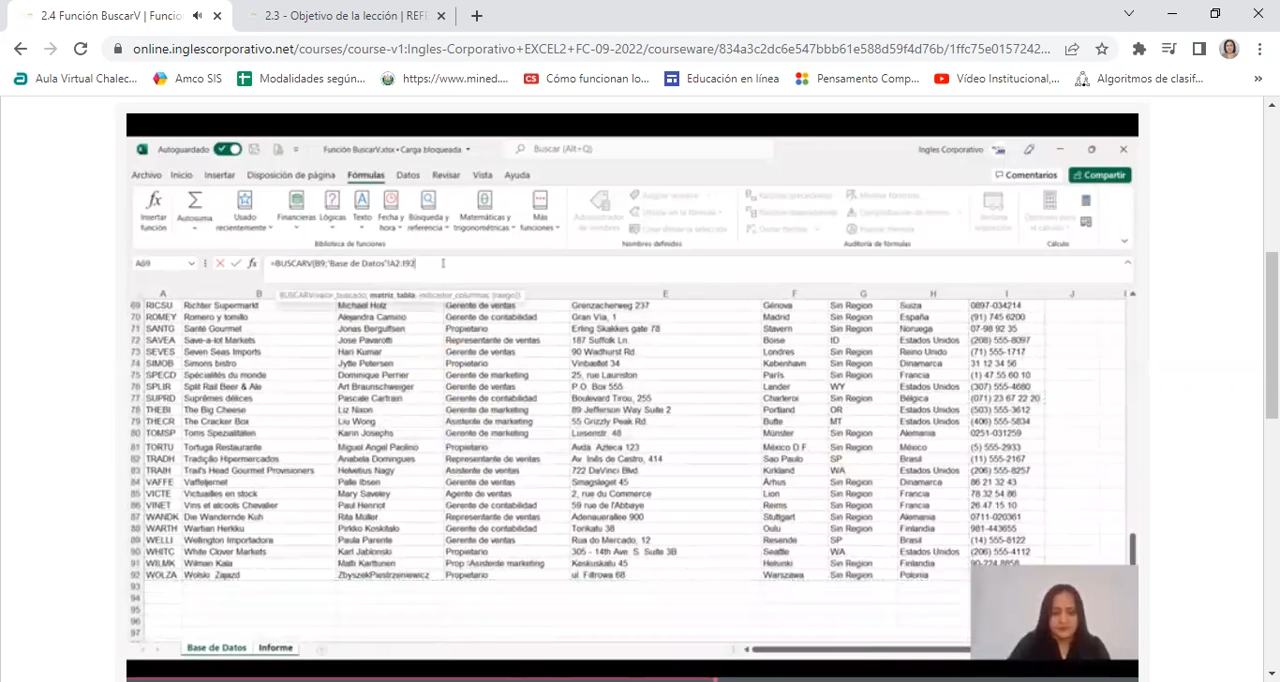 2.4 Función BuscarV | Funcio
2.3 - Objetivo de la lección | REFE
online.inglescorporativo.net/courses/course-v1:Ingles-Corporativo+EXCEL2+FC-09-2022/courseware/834a3c2dc6e547bbb61e588d59f4d76b/1ffc75e0157242...
Aula Virtual Chalec...
Amco SIS
Modalidades según...
https://www.mined....
CS Cómo funcionan lo...
Educación en línea
Pensamento Comp...
Vídeo Institucional,...
Algoritmos de clasif...
»
Autoguardado
Función BuscarV.xlsx • Carga bloqueada
Buscar (Alt+Q)
Ingles Corporativo
Archivo Inicio Insertar Disposición de página Fórmulas Datos Revisar Vista Ayuda
Comentarios Compartir
Insertar función
Autosuma
Usado recientemente
Financieras
Lógicas
Texto
Fecha y hora
Búsqueda y referencia
Matemáticas y trigonométricas
Más funciones
Biblioteca de funciones
Nombres definidos
Auditoría de fórmulas
Cálculo
A69 fx =BUSCARV(B9;'Base de Datos'!A2:I92
BUSCARV(valor_buscado; matriz_tabla; indicador_columnas; [rango])
A B E F G H I J
69 RICSU Richter Supermarkt Michael Holz Gerente de ventas Grenzacherweg 237 Génova Sin Region Suiza 0897-034214
70 ROMEY Romero y tomillo Alejandra Camino Gerente de contabilidad Gran Vía, 1 Madrid Sin Region España (91) 745 6200
71 SANTG Santé Gourmet Jonas Bergulfsen Propietario Erling Skakkes gate 78 Stavern Sin Region Noruega 07-98 92 35
72 SAVEA Save-a-lot Markets Jose Pavarotti Representante de ventas 187 Suffolk Ln. Boise ID Estados Unidos (208) 555-8097
73 SEVES Seven Seas Imports Hari Kumar Gerente de ventas 90 Wadhurst Rd. Londres Sin Region Reino Unido (71) 555-1717
74 SIMOB Simons bistro Jytte Petersen Propietario Vinbæltet 34 København Sin Region Dinamarca 31 12 34 56
75 SPECD Spécialités du monde Dominique Perrier Gerente de marketing 25, rue Lauriston París Sin Region Francia (1) 47 55 60 10
76 SPLIR Split Rail Beer & Ale Art Braunschweiger Gerente de ventas P.O. Box 555 Lander WY Estados Unidos (307) 555-4680
77 SUPRD Suprêmes délices Pascale Cartrain Gerente de contabilidad Boulevard Tirou, 255 Charleroi Sin Region Bélgica (071) 23 67 22 20
78 THEBI The Big Cheese Liz Nixon Gerente de marketing 89 Jefferson Way Suite 2 Portland OR Estados Unidos (503) 555-3612
79 THECR The Cracker Box Liu Wong Asistente de marketing 55 Grizzly Peak Rd. Butte MT Estados Unidos (406) 555-5834
80 TOMSP Toms Spezialitäten Karin Josephs Gerente de marketing Luisenstr. 48 Münster Sin Region Alemania 0251-031259
81 TORTU Tortuga Restaurante Miguel Angel Paolino Propietario Avda. Azteca 123 México D.F. Sin Region México (5) 555-2933
82 TRADH Tradição Hipermercados Anabela Domingues Representante de ventas Av. Inês de Castro, 414 Sao Paulo SP Brasil (11) 555-2167
83 TRAIH Trail's Head Gourmet Provisioners Helvetius Nagy Asistente de ventas 722 DaVinci Blvd. Kirkland WA Estados Unidos (206) 555-8257
84 VAFFE Vaffeljernet Palle Ibsen Gerente de ventas Smagsløget 45 Århus Sin Region Dinamarca 86 21 32 43
85 VICTE Victuailles en stock Mary Saveley Agente de ventas 2, rue du Commerce Lion Sin Region Francia 78 32 54 86
86 VINET Vins et alcools Chevalier Paul Henriot Gerente de contabilidad 59 rue de l'Abbaye Reims Sin Region Francia 26 47 15 10
87 WANDK Die Wandernde Kuh Rita Müller Representante de ventas Adenauerallee 900 Stuttgart Sin Region Alemania 0711-020361
88 WARTH Wartian Herkku Pirkko Koskitalo Gerente de contabilidad Torikatu 38 Oulu Sin Region Finlandia 981-443655
89 WELLI Wellington Importadora Paula Parente Gerente de ventas Rua do Mercado, 12 Resende SP Brasil (14) 555-8122
90 WHITC White Clover Markets Karl Jablonski Propietario 305 - 14th Ave. S. Suite 3B Seattle WA Estados Unidos (206) 555-4112
91 WILMK Wilman Kala Matti Karttunen Prop./Asistente marketing Keskuskatu 45 Helsinki Sin Region Finlandia 90-224 8858
92 WOLZA Wolski Zajazd ZbyszekPiestrzeniewicz Propietario ul. Filtrowa 68 Warszawa Sin Region Polonia
93
94
95
96
97
Base de Datos Informe